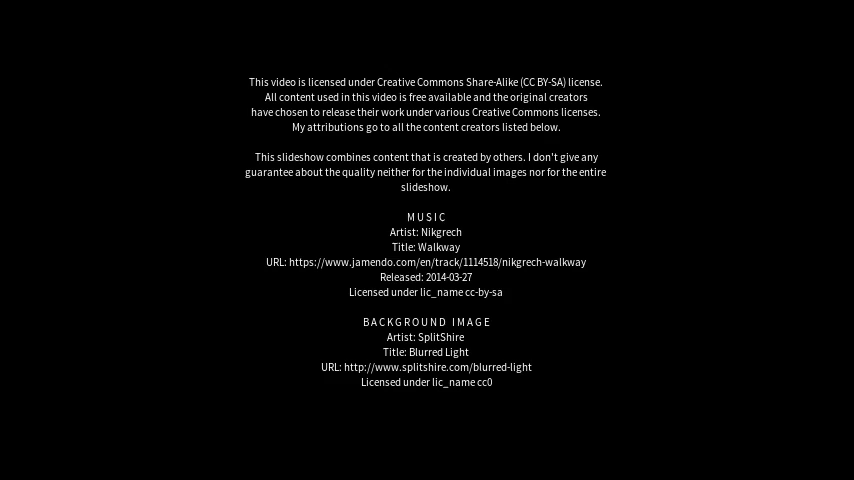 This video is licensed under Creative Commons Share-Alike (CC BY-SA) license.
All content used in this video is free available and the original creators
have chosen to release their work under various Creative Commons licenses.
My attributions go to all the content creators listed below.
This slideshow combines content that is created by others. I don't give any
guarantee about the quality neither for the individual images nor for the entire
slideshow.
MUSIC
Artist: Nikgrech
Title: Walkway
URL: https://www.jamendo.com/en/track/1114518/nikgrech-walkway
Released: 2014-03-27
Licensed under lic_name cc-by-sa
BACKGROUND IMAGE
Artist: SplitShire
Title: Blurred Light
URL: http://www.splitshire.com/blurred-light
Licensed under lic_name cc0